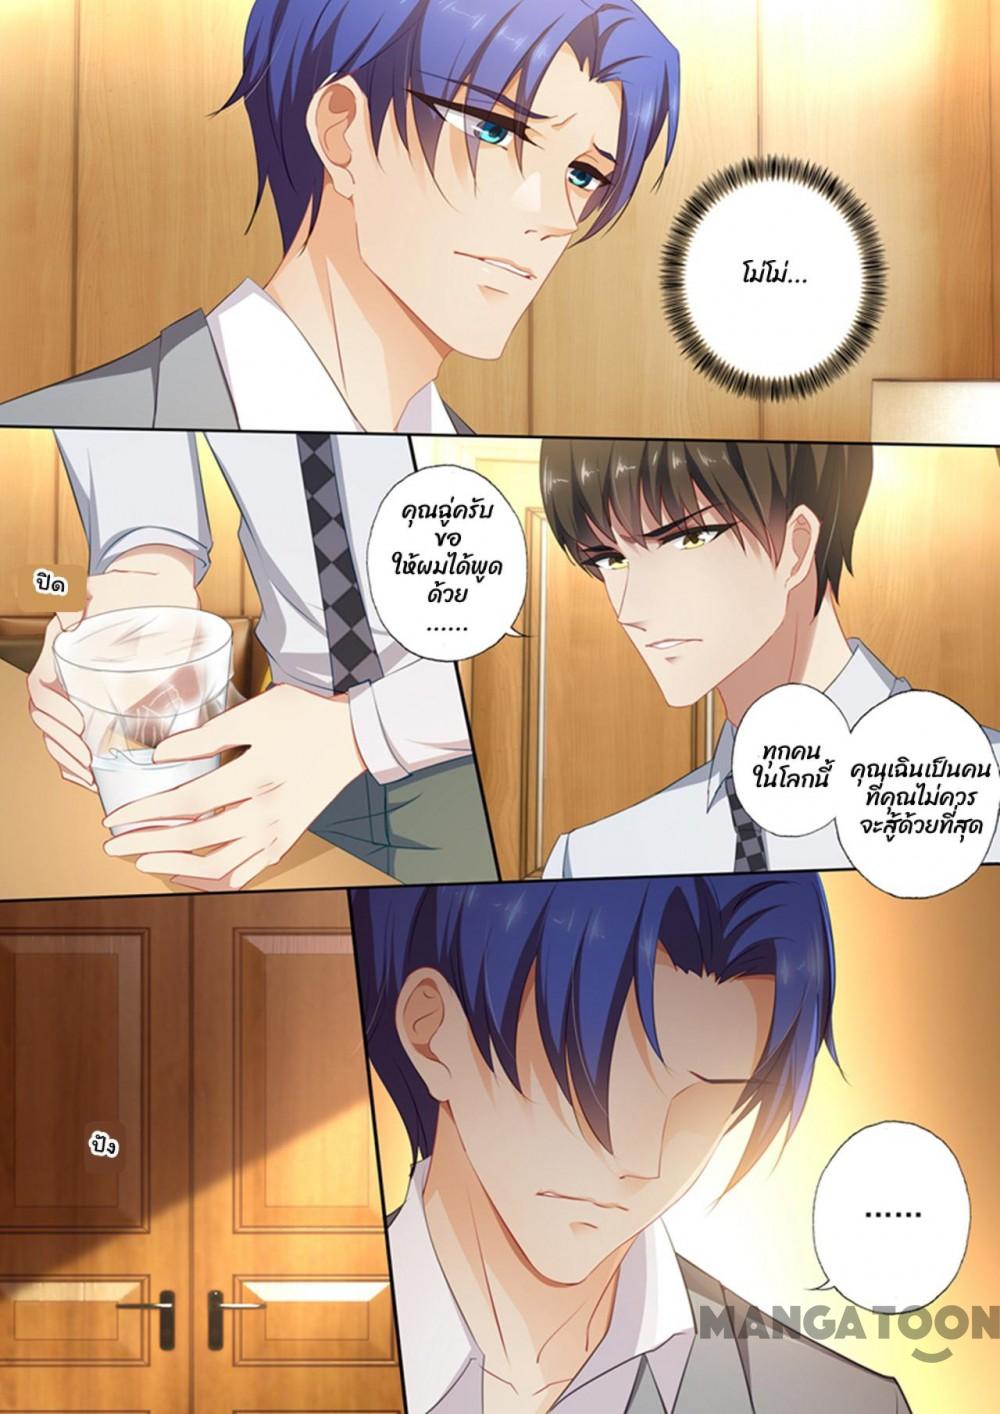 โม่โม่...
คุณฉู่ครับ
ขอ
ให้ผมได้พูด
ด้วย
......
ปิด
ทุกคน
ในโลกนี้
คุณเฉินเป็นคน
ที่คุณไม่ควร
จะสู้ด้วยที่สุด
ปัง
......
MANGATOON